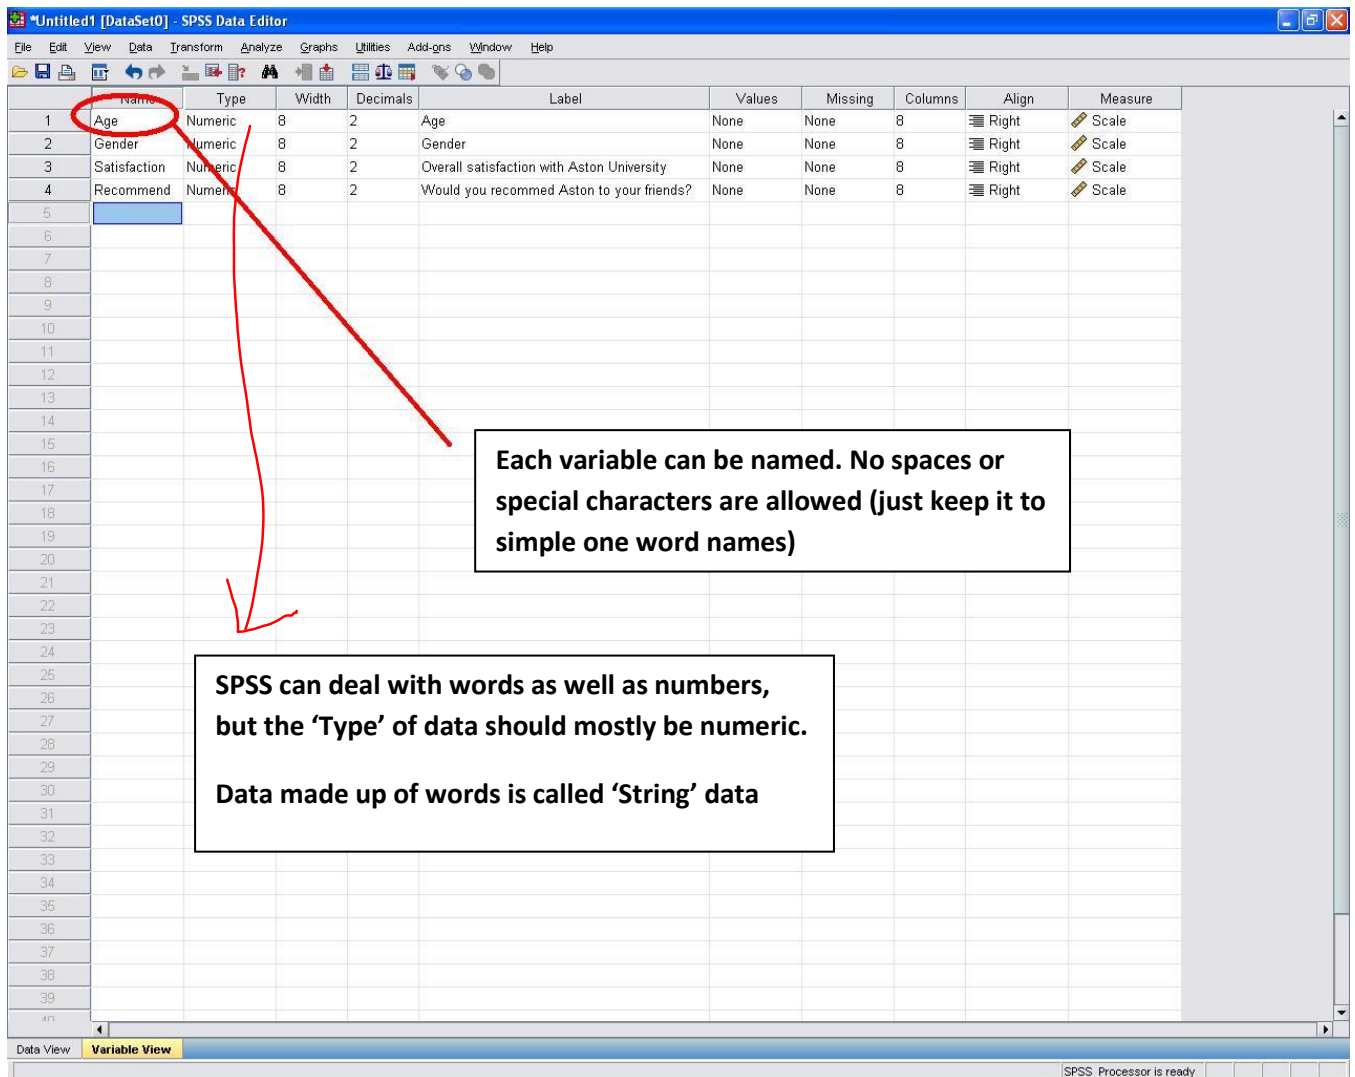 *Untitled1 [DataSet0] - SPSS Data Editor
File Edit View Data Transform Analyze Graphs Utilities Add-ons Window Help
Name Type Width Decimals Label Values Missing Columns Align Measure
1 Age Numeric 8 2 Age None None 8 Right Scale
2 Gender Numeric 8 2 Gender None None 8 Right Scale
3 Satisfaction Numeric 8 2 Overall satisfaction with Aston University None None 8 Right Scale
4 Recommend Numeric 8 2 Would you recommed Aston to your friends? None None 8 Right Scale
5
6
7
8
9
10
11
12
13
14
15
16
17
18
19
20
21
22
23
24
25
26
27
28
29
30
31
32
33
34
35
36
37
38
39
40
Each variable can be named. No spaces or
special characters are allowed (just keep it to
simple one word names)
SPSS can deal with words as well as numbers,
but the ‘Type’ of data should mostly be numeric.
Data made up of words is called ‘String’ data
Data View Variable View
SPSS Processor is ready